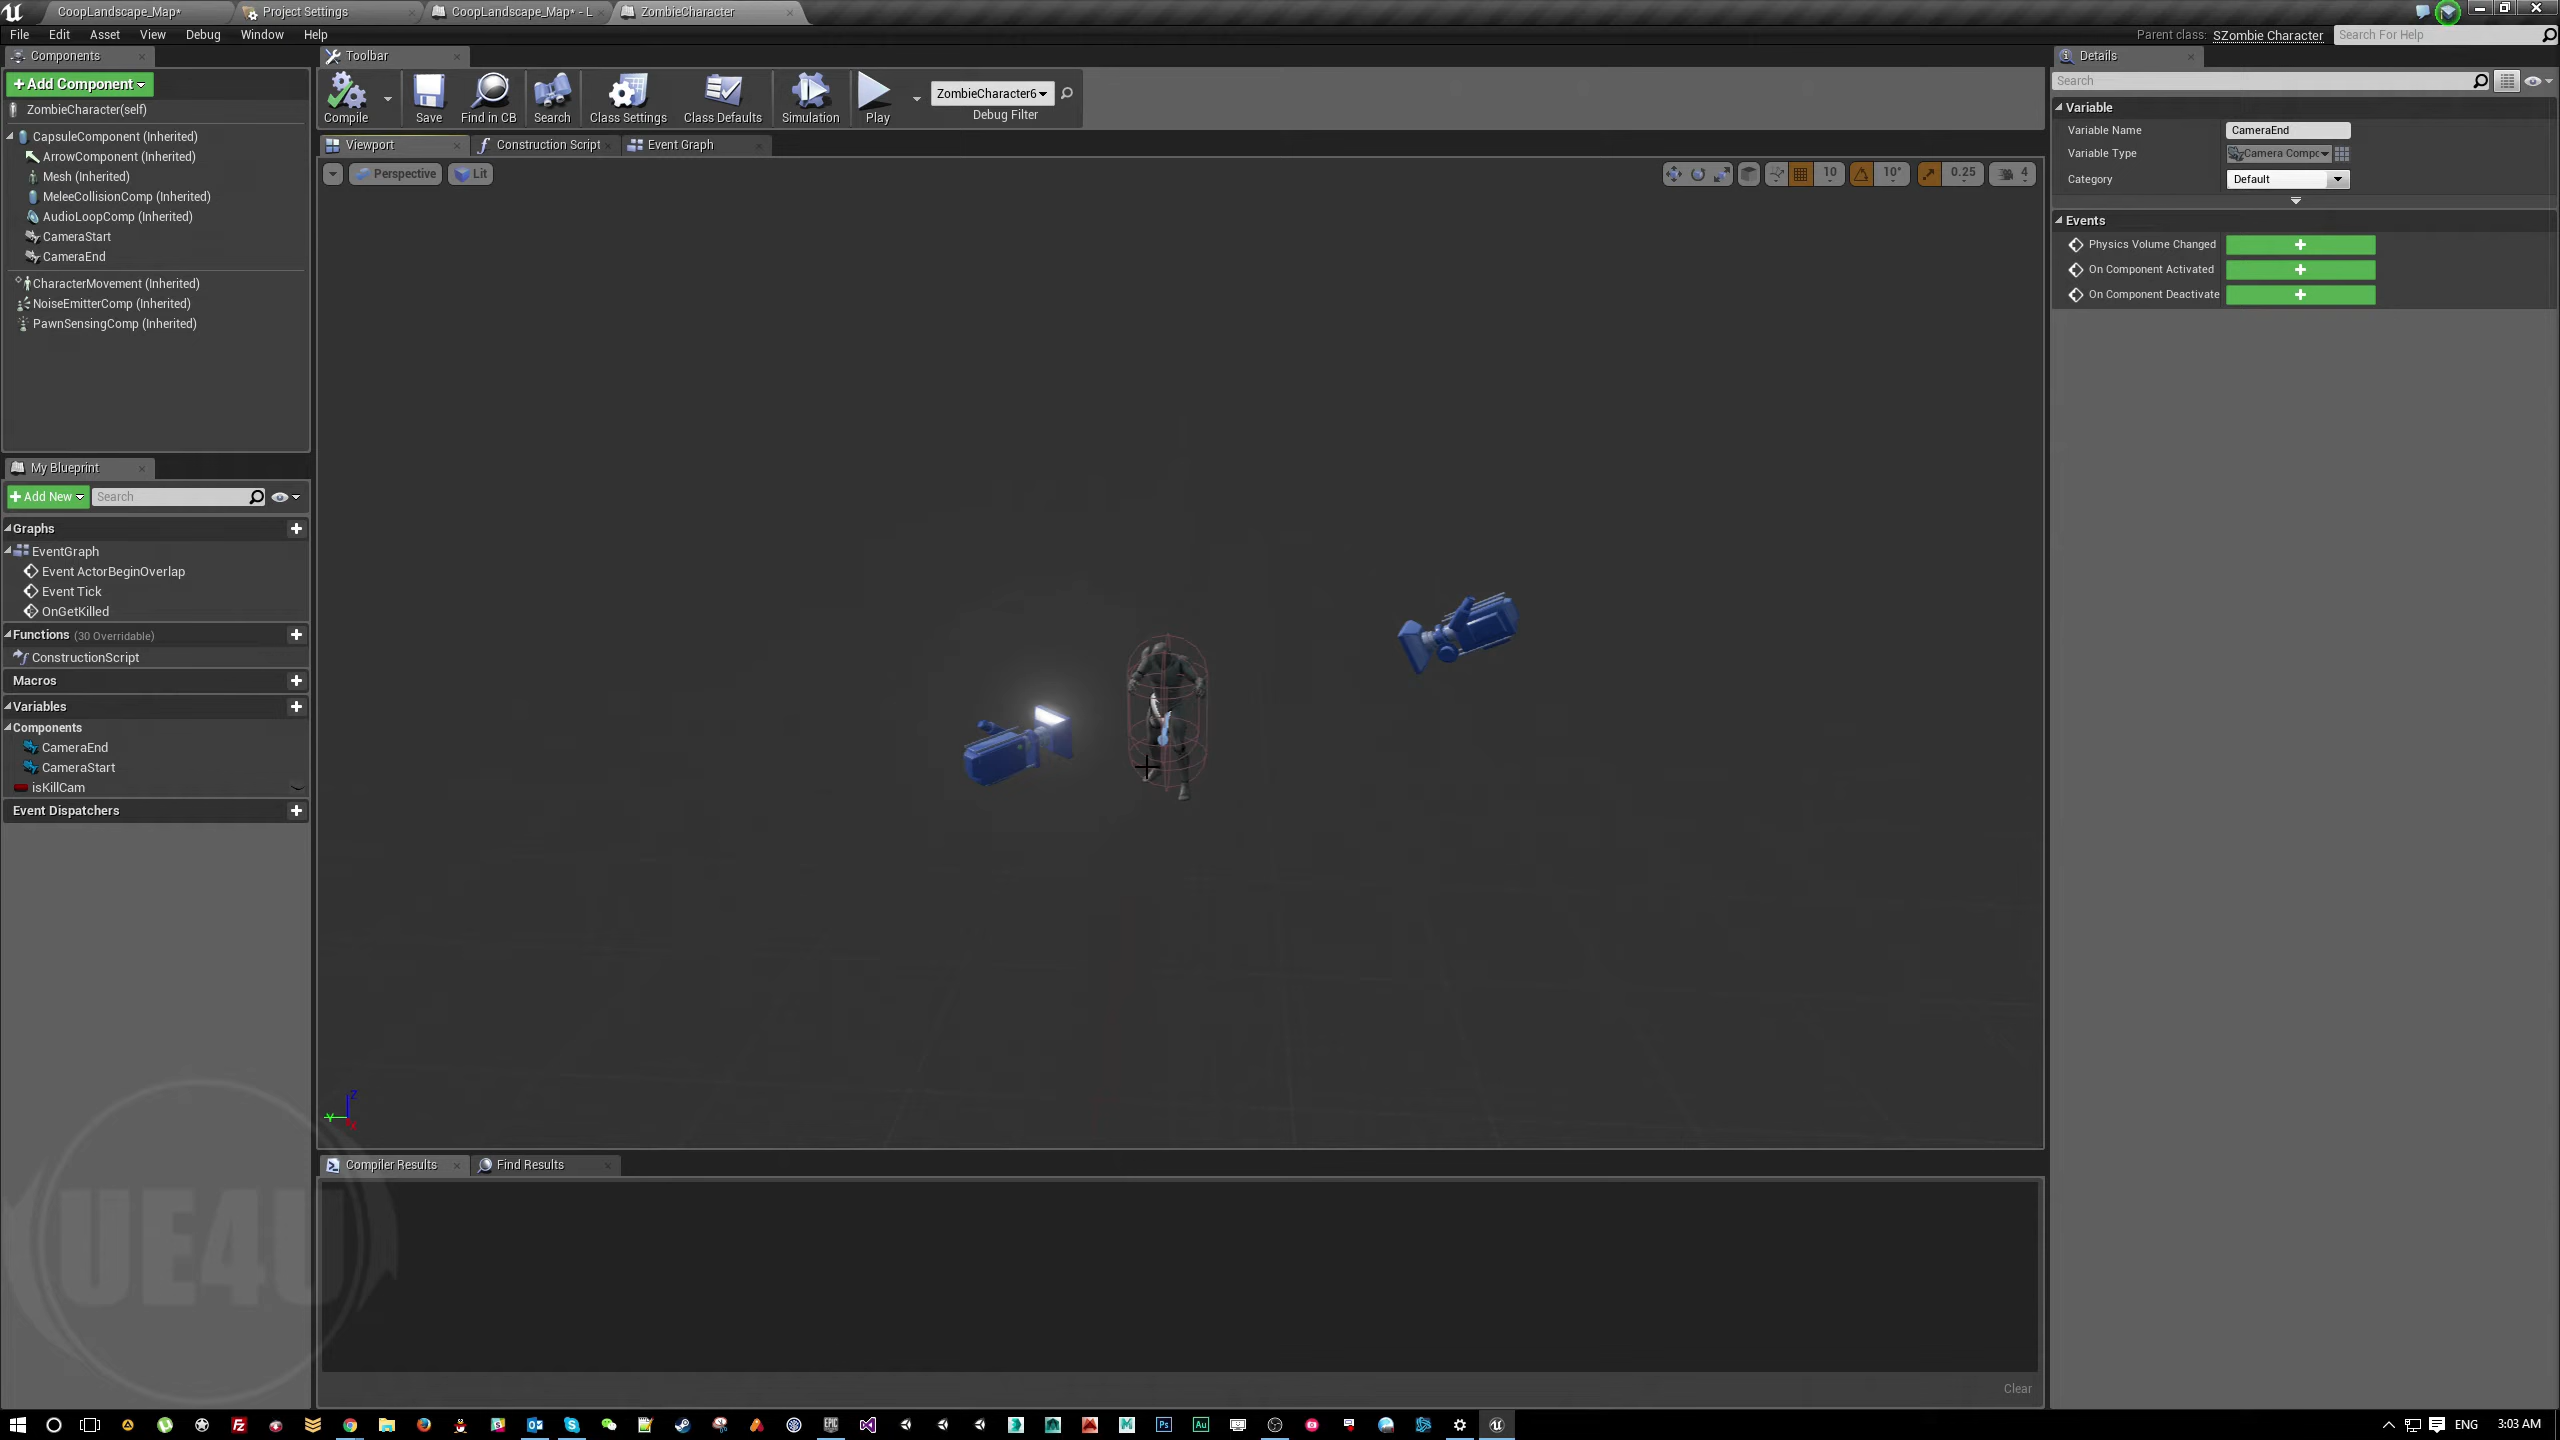 CoopLandscape_Map*
Project Settings
CoopLandscape_Map* - L
ZombieCharacter
File Edit Asset View Debug Window Help
Parent class: SZombie Character
Search For Help
Components
Toolbar
Details
+Add Component
Search
ZombieCharacter(self)
CapsuleComponent (Inherited)
ArrowComponent (Inherited)
Mesh (Inherited)
MeleeCollisionComp (Inherited)
AudioLoopComp (Inherited)
CameraStart
CameraEnd
CharacterMovement (Inherited)
NoiseEmitterComp (Inherited)
PawnSensingComp (Inherited)
Compile
Save
Find in CB
Search
Class Settings
Class Defaults
Simulation
Play
ZombieCharacter6
Debug Filter
Viewport
Construction Script
Event Graph
Perspective
Lit
10
10°
0.25
4
Variable
Variable Name
CameraEnd
Variable Type
Camera Compo
Category
Default
Events
Physics Volume Changed
On Component Activated
On Component Deactivate
My Blueprint
+Add New
Search
Graphs
EventGraph
Event ActorBeginOverlap
Event Tick
OnGetKilled
Functions (30 Overridable)
ConstructionScript
Macros
Variables
Components
CameraEnd
CameraStart
isKillCam
Event Dispatchers
Z
Y
X
Compiler Results
Find Results
Clear
UE4U
ENG
3:03 AM